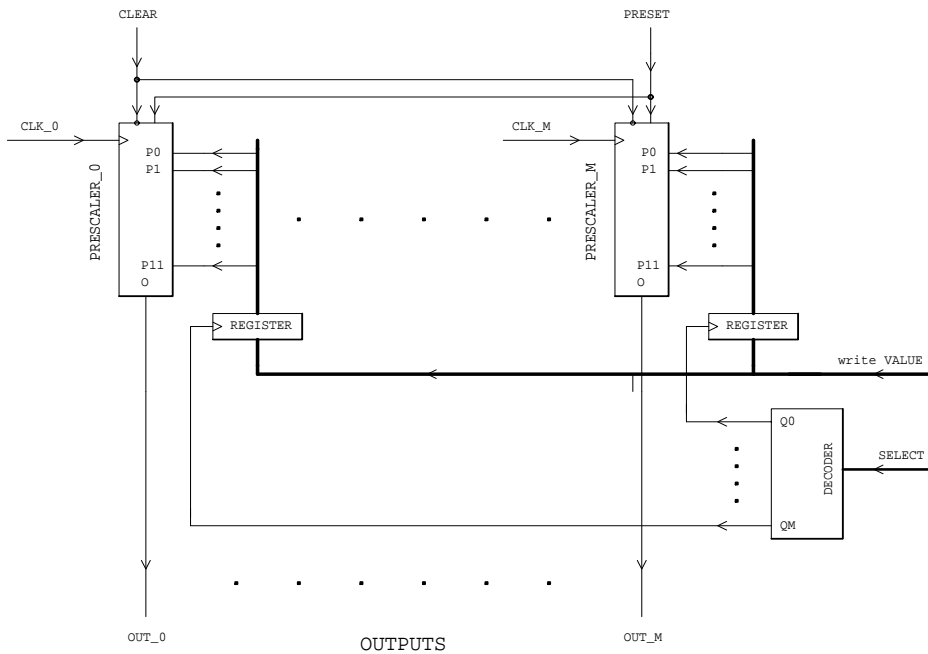 CLEAR
PRESET
CLK_0
CLK_M
P0
P1
P11
O
PRESCALER_0
P0
P1
P11
O
PRESCALER_M
REGISTER
REGISTER
write VALUE
Q0
SELECT
DECODER
QM
OUT_0
OUTPUTS
OUT_M